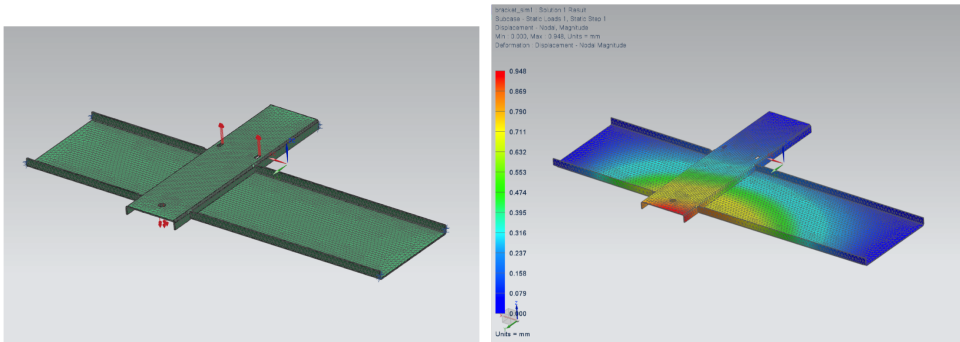 bracket_sim1 : Solution 1 Result
Subcase - Static Loads 1, Static Step 1
Displacement - Nodal, Magnitude
Min : 0.000, Max : 0.948, Units = mm
Deformation : Displacement - Nodal Magnitude
0.948
0.869
0.790
0.711
0.632
0.553
0.474
0.395
0.316
0.237
0.158
0.079
0.000
Units = mm